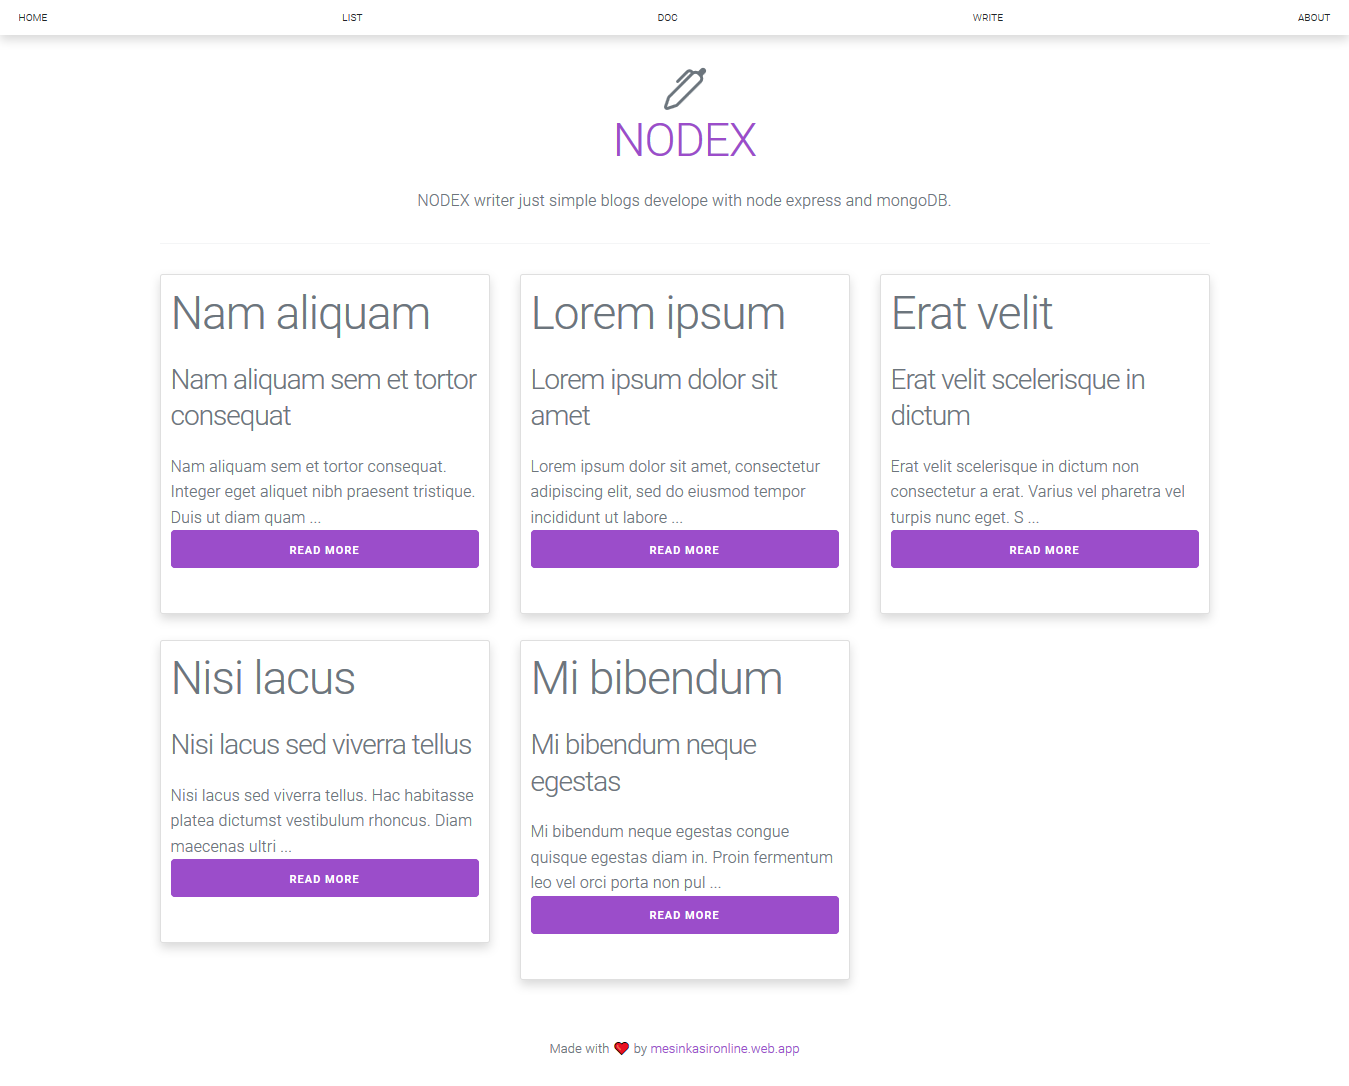 HOME LIST DOC WRITE ABOUT
NODEX
NODEX writer just simple blogs develope with node express and mongoDB.
Nam aliquam
Nam aliquam sem et tortor
consequat
Nam aliquam sem et tortor consequat.
Integer eget aliquet nibh praesent tristique.
Duis ut diam quam ...
READ MORE
Lorem ipsum
Lorem ipsum dolor sit
amet
Lorem ipsum dolor sit amet, consectetur
adipiscing elit, sed do eiusmod tempor
incididunt ut labore ...
READ MORE
Erat velit
Erat velit scelerisque in
dictum
Erat velit scelerisque in dictum non
consectetur a erat. Varius vel pharetra vel
turpis nunc eget. S ...
READ MORE
Nisi lacus
Nisi lacus sed viverra tellus
Nisi lacus sed viverra tellus. Hac habitasse
platea dictumst vestibulum rhoncus. Diam
maecenas ultri ...
READ MORE
Mi bibendum
Mi bibendum neque
egestas
Mi bibendum neque egestas congue
quisque egestas diam in. Proin fermentum
leo vel orci porta non pul ...
READ MORE
Made with ❤ by mesinkasironline.web.app